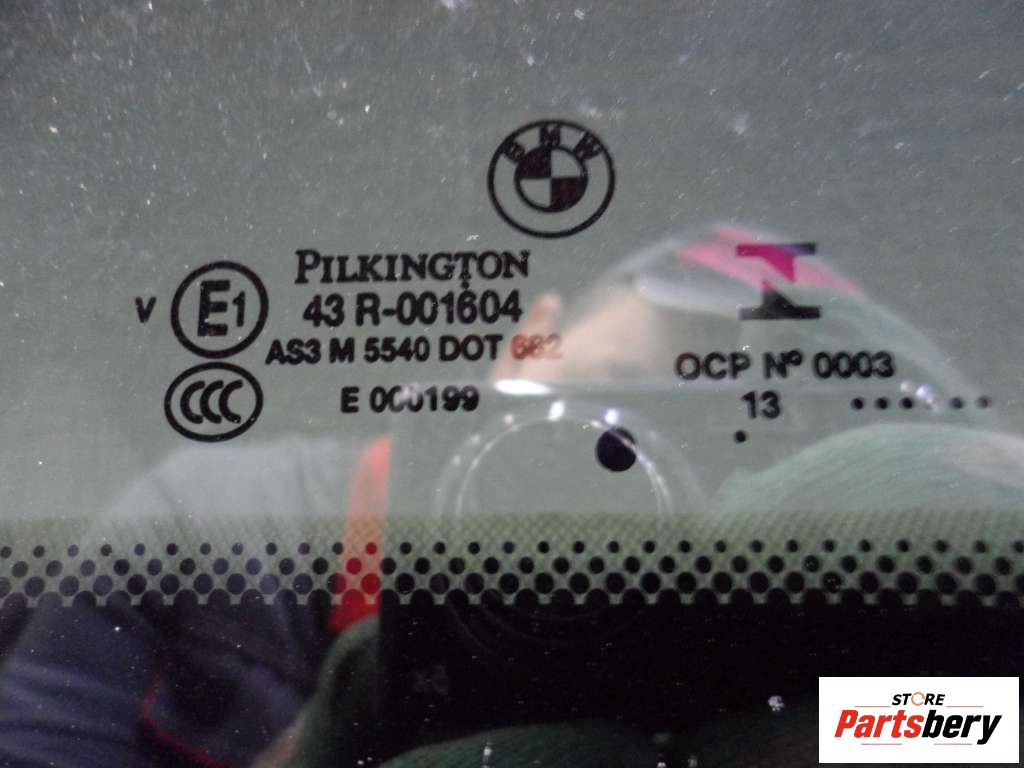 BMW
PILKINGTON
V E1 43 R-001604
AS3 M 5540 DOT 682
CCC E 000199
OCP Nº 0003
13 ......
.
STORE
Partsbery